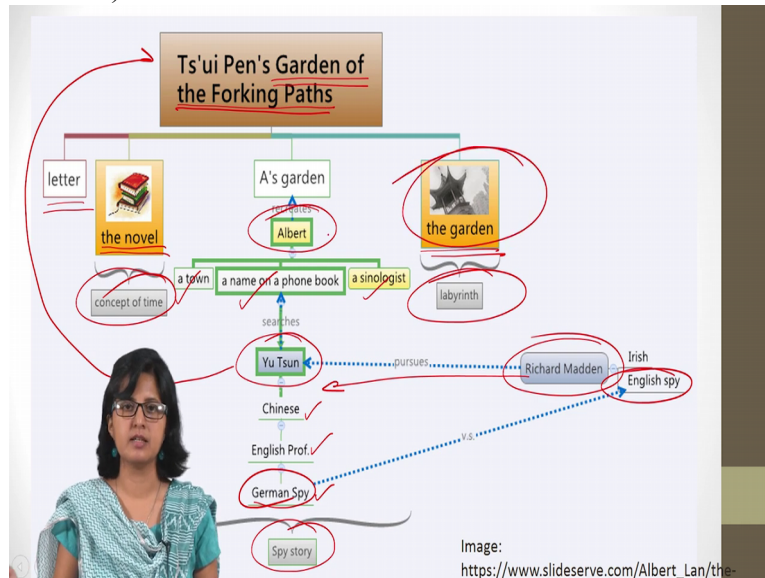 Ts'ui Pen's Garden of
the Forking Paths
letter
the novel
A's garden
the garden
recreates
Albert
concept of time
a town
a name on a phone book
a sinologist
labyrinth
searches
Yu Tsun
pursues
Richard Madden
Irish
English spy
Chinese
English Prof.
v.s.
German Spy
Spy story
Image:
https://www.slideserve.com/Albert_Lan/the-